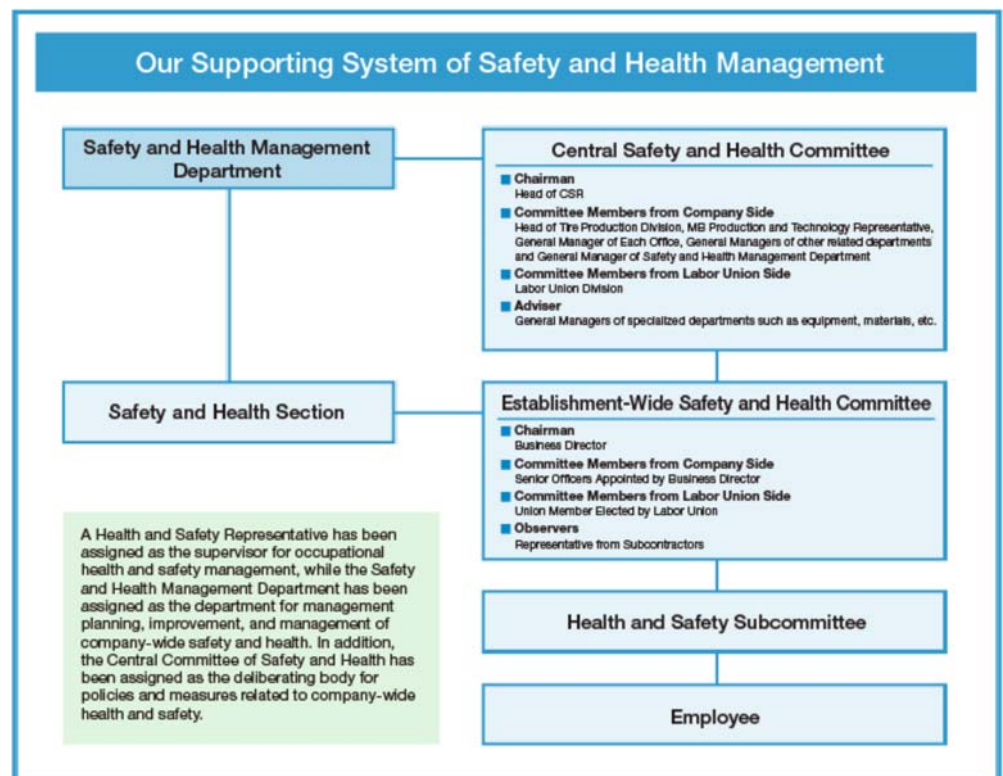 Our Supporting System of Safety and Health Management
Safety and Health Management
Department
Central Safety and Health Committee
Chairman
Head of CSR
Committee Members from Company Side
Head of Tire Production Division, MB Production and Technology Representative,
General Manager of Each Office, General Managers of other related departments
and General Manager of Safety and Health Management Department
Committee Members from Labor Union Side
Labor Union Division
Adviser
General Managers of specialized departments such as equipment, materials, etc.
Safety and Health Section
Establishment-Wide Safety and Health Committee
Chairman
Business Director
Committee Members from Company Side
Senior Officers Appointed by Business Director
Committee Members from Labor Union Side
Union Member Elected by Labor Union
Observers
Representative from Subcontractors
A Health and Safety Representative has been
assigned as the supervisor for occupational
health and safety management, while the Safety
and Health Management Department has been
assigned as the department for management
planning, improvement, and management of
company-wide safety and health. In addition,
the Central Committee of Safety and Health has
been assigned as the deliberating body for
policies and measures related to company-wide
health and safety.
Health and Safety Subcommittee
Employee